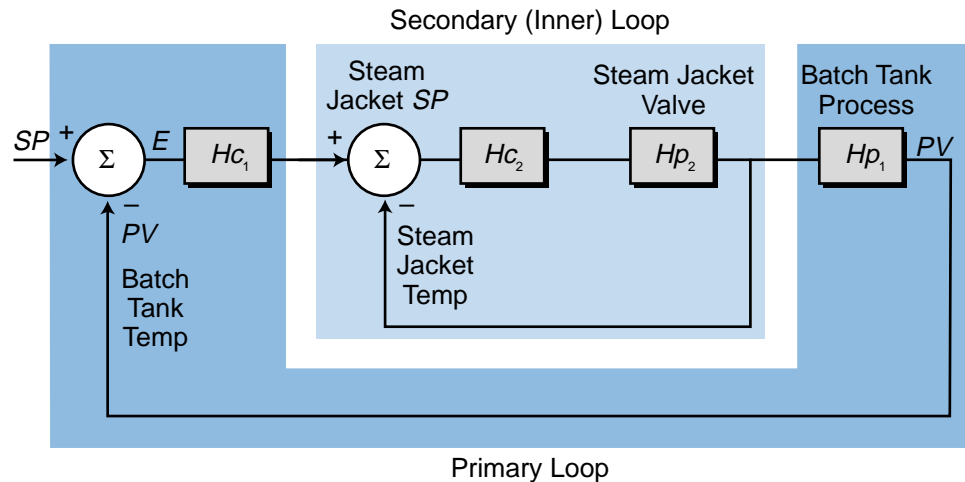 Secondary (Inner) Loop
Steam
Jacket SP
Steam Jacket
Valve
Batch Tank
Process
SP
+
Σ
E
Hc1
+
Σ
Hc2
Hp2
Hp1
PV
−
PV
−
Batch
Tank
Temp
Steam
Jacket
Temp
Primary Loop